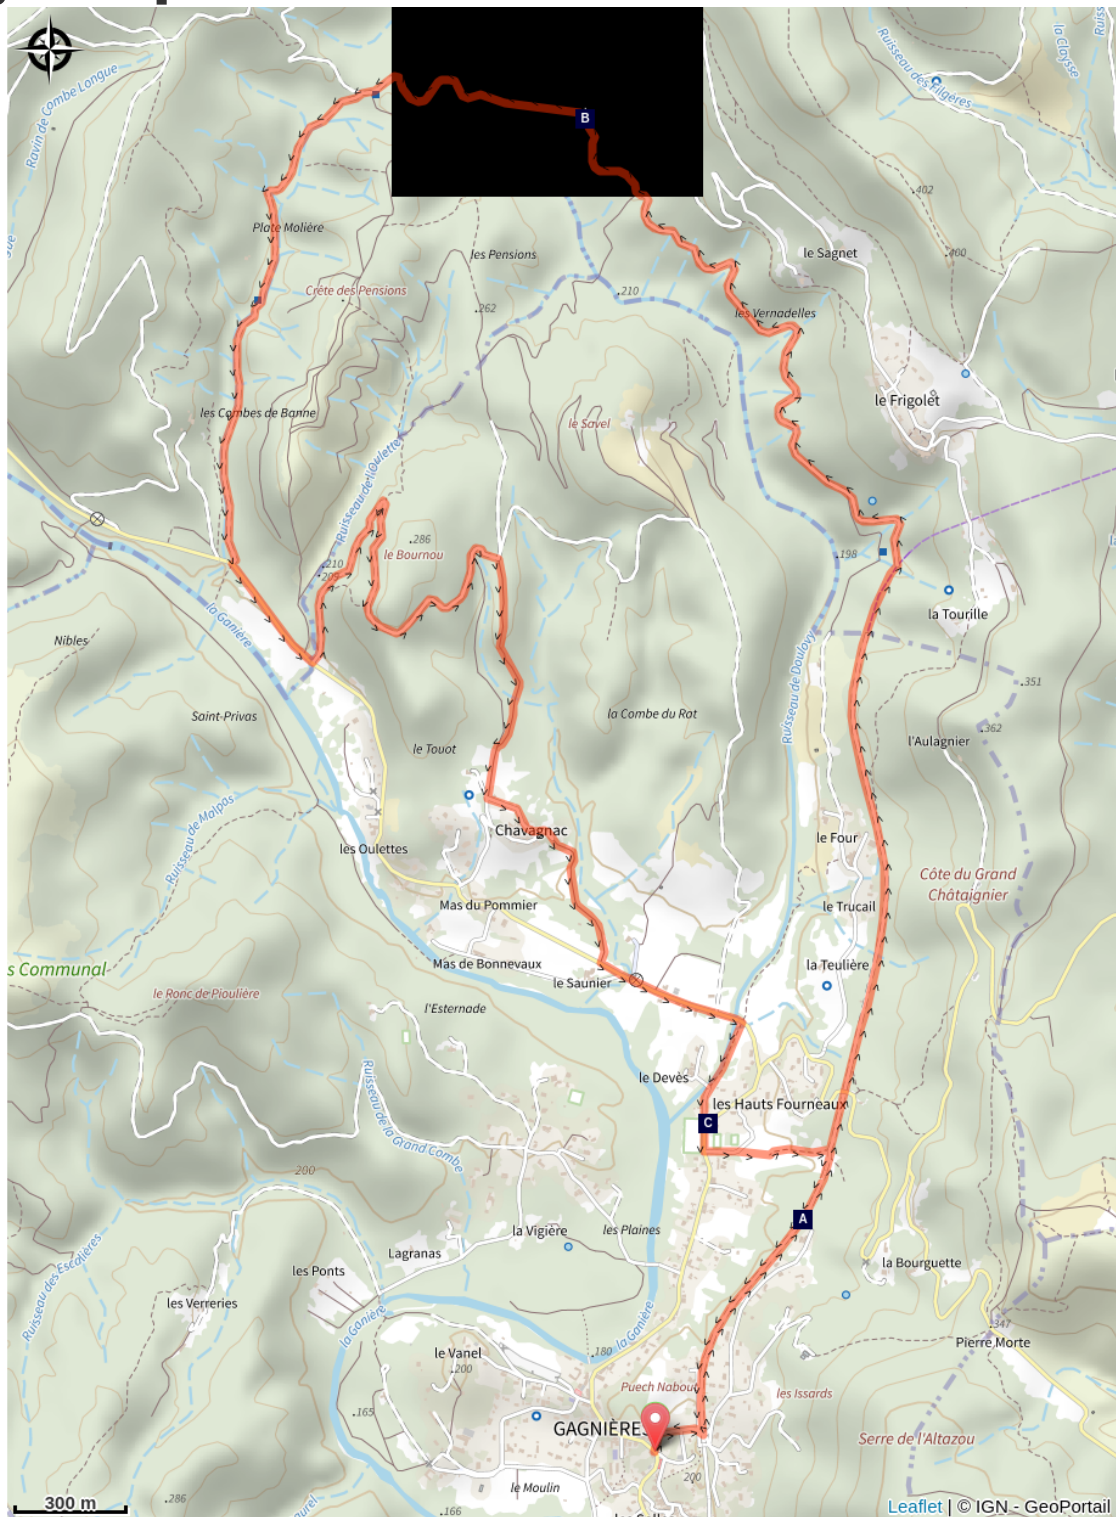 Ravin de Combe Longue
Ruisseau des Filgères
la Claysse
B
.402
.460
Plate Molière
les Pensions
le Sagnet
Crête des Pensions
.262
.210
les Vernadelles
les Combes de Banne
le Savel
le Frigolet
Ruisseau de l'Oulette
.286
le Bournou
.210
.198
la Tourille
la Ganière
Nibles
Ruisseau de Doulovy
.351
Saint-Privas
la Combe du Rat
.362
l'Aulagnier
le Touot
Ruisseau de Malpas
Chavagnac
le Four
les Oulettes
Côte du Grand
Châtaignier
Mas du Pommier
le Trucail
s Communal
Mas de Bonnevaux
la Teulière
le Saunier
le Ronc de Pioulière
l'Esternade
le Devès
les Hauts Fourneaux
C
Ruisseau de la Grand Combe
200
A
la Vigière
les Plaines
Lagranas
la Bourguette
les Ponts
Ruisseau des Escalières
les Verreries
la Ganière
la Ganière
.347
Pierre Morte
le Vanel
.180
.200
Puech Nabou
les Issards
.165
GAGNIÈRES
Serre de l'Altazou
200
le Moulin
.286
.166
300 m
Leaflet | © IGN - GeoPortail